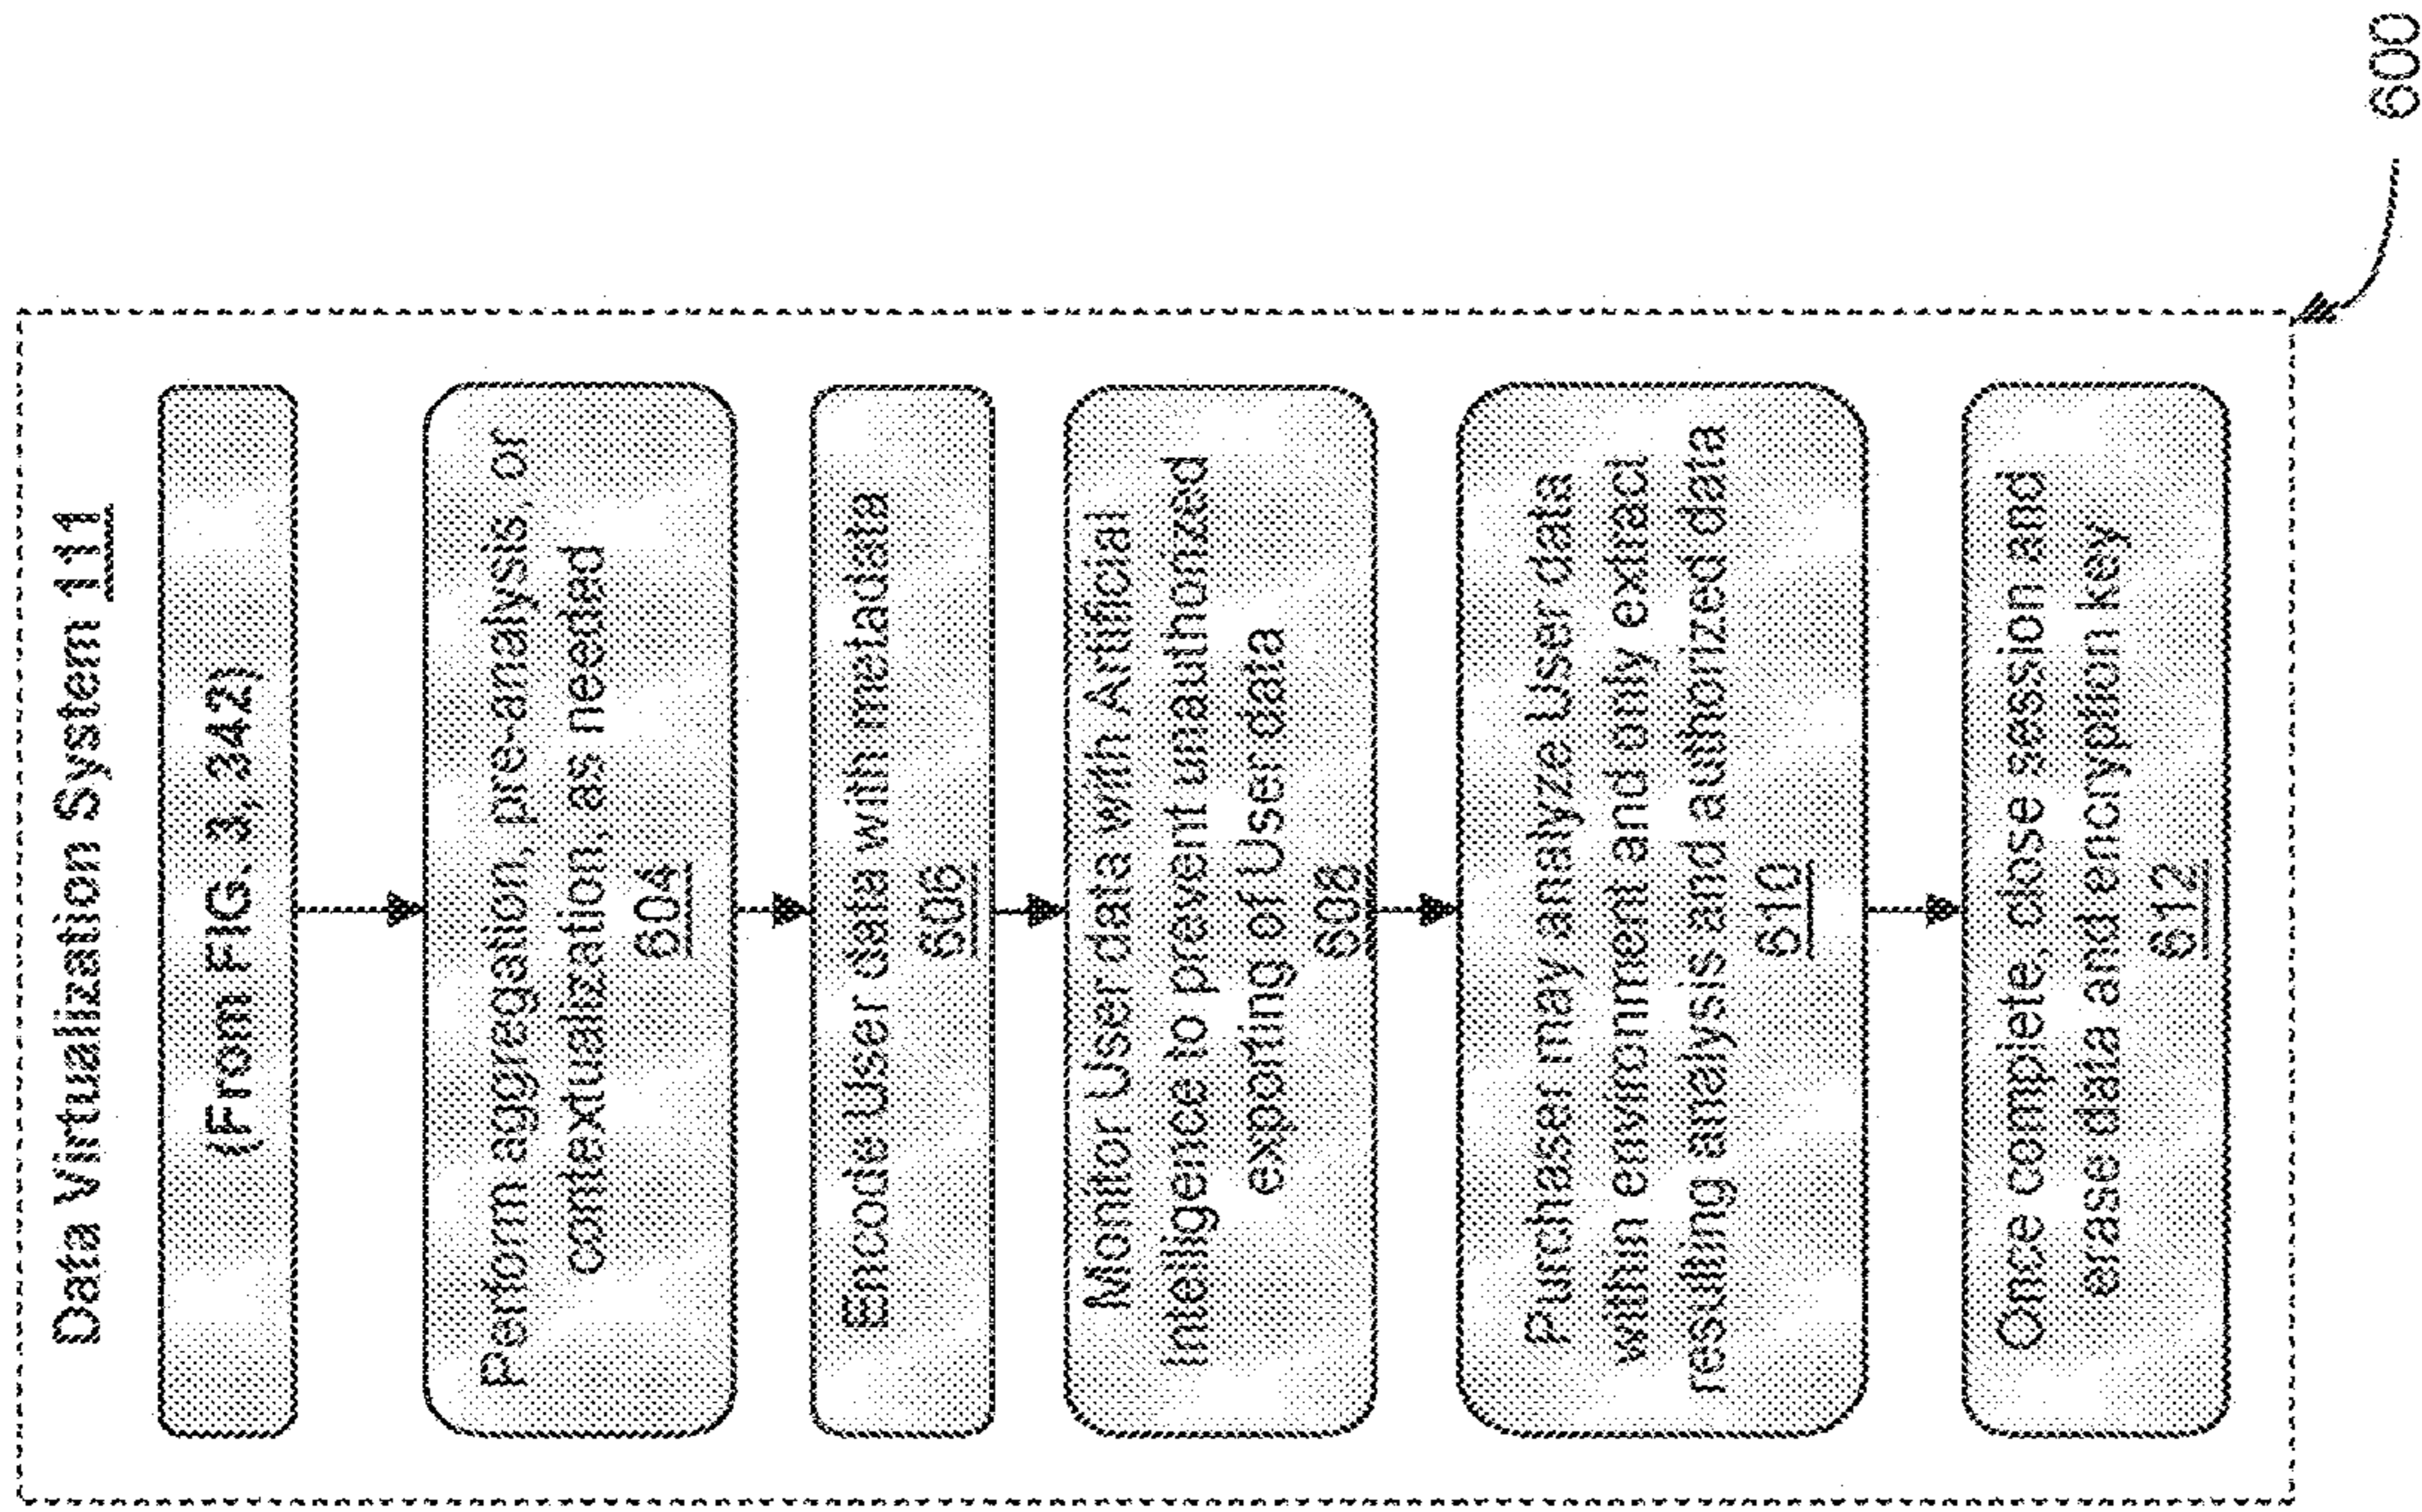 Data Virtualization System 111
(From FIG. 3, 342)
Perform aggregation, pre-analysis, or
contextualization, as needed
604
Encode User data with metadata
606
Monitor User data with Artificial
Intelligence to prevent unauthorized
exporting of User data
608
Purchaser may analyze User data
within environment and only extract
resulting analysis and authorized data
610
Once complete, close session and
erase data and encryption key
612
600